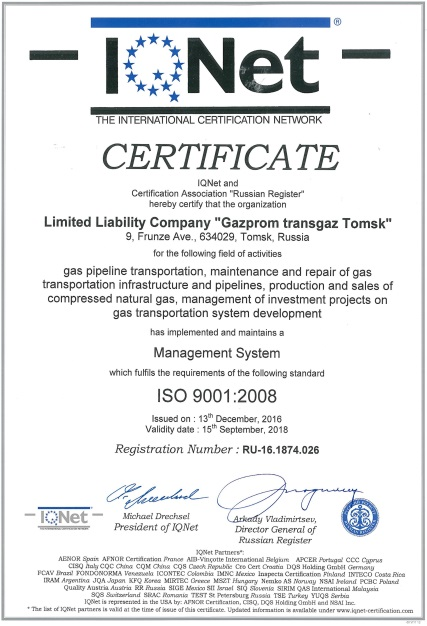 IQNet ®
THE INTERNATIONAL CERTIFICATION NETWORK
CERTIFICATE
IQNet and
Certification Association "Russian Register"
hereby certify that the organization
Limited Liability Company "Gazprom transgaz Tomsk"
9, Frunze Ave., 634029, Tomsk, Russia
for the following field of activities
gas pipeline transportation, maintenance and repair of gas
transportation infrastructure and pipelines, production and sales of
compressed natural gas, management of investment projects on
gas transportation system development
has implemented and maintains a
Management System
which fulfils the requirements of the following standard
ISO 9001:2008
Issued on : 13th December, 2016
Validity date : 15th September, 2018
Registration Number : RU-16.1874.026
IQNet
Michael Drechsel
President of IQNet
Arkady Vladimirtsev,
Director General of
Russian Register
IQNet Partners*:
AENOR Spain AFNOR Certification France AIB-Vinçotte International Belgium APCER Portugal CCC Cyprus
CISQ Italy CQC China CQM China CQS Czech Republic Cro Cert Croatia DQS Holding GmbH Germany
FCAV Brazil FONDONORMA Venezuela ICONTEC Colombia IMNC Mexico Inspecta Certification Finland INTECO Costa Rica
IRAM Argentina JQA Japan KFQ Korea MIRTEC Greece MSZT Hungary Nemko AS Norway NSAI Ireland PCBC Poland
Quality Austria Austria RR Russia SIGE Mexico SII Israel SIQ Slovenia SIRIM QAS International Malaysia
SQS Switzerland SRAC Romania TEST St Petersburg Russia TSE Turkey YUQS Serbia
IQNet is represented in the USA by: AFNOR Certification, CISQ, DQS Holding GmbH and NSAI Inc.
* The list of IQNet partners is valid at the time of issue of this certificate. Updated information is available under www.iqnet-certification.com